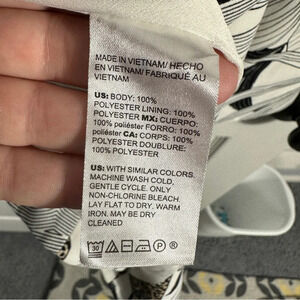 MADE IN VIETNAM/ HECHO
EN VIETNAM/ FABRIQUÉ AU
VIETNAM
US: BODY: 100%
POLYESTER LINING: 100%
POLYESTER MX: CUERPO:
100% poliéster FORRO: 100%
poliéster CA: CORPS: 100%
POLYESTER DOUBLURE:
100% POLYESTER
US: WITH SIMILAR COLORS.
MACHINE WASH COLD,
GENTLE CYCLE. ONLY
NON-CHLORINE BLEACH.
LAY FLAT TO DRY. WARM
IRON. MAY BE DRY
CLEANED
30 P